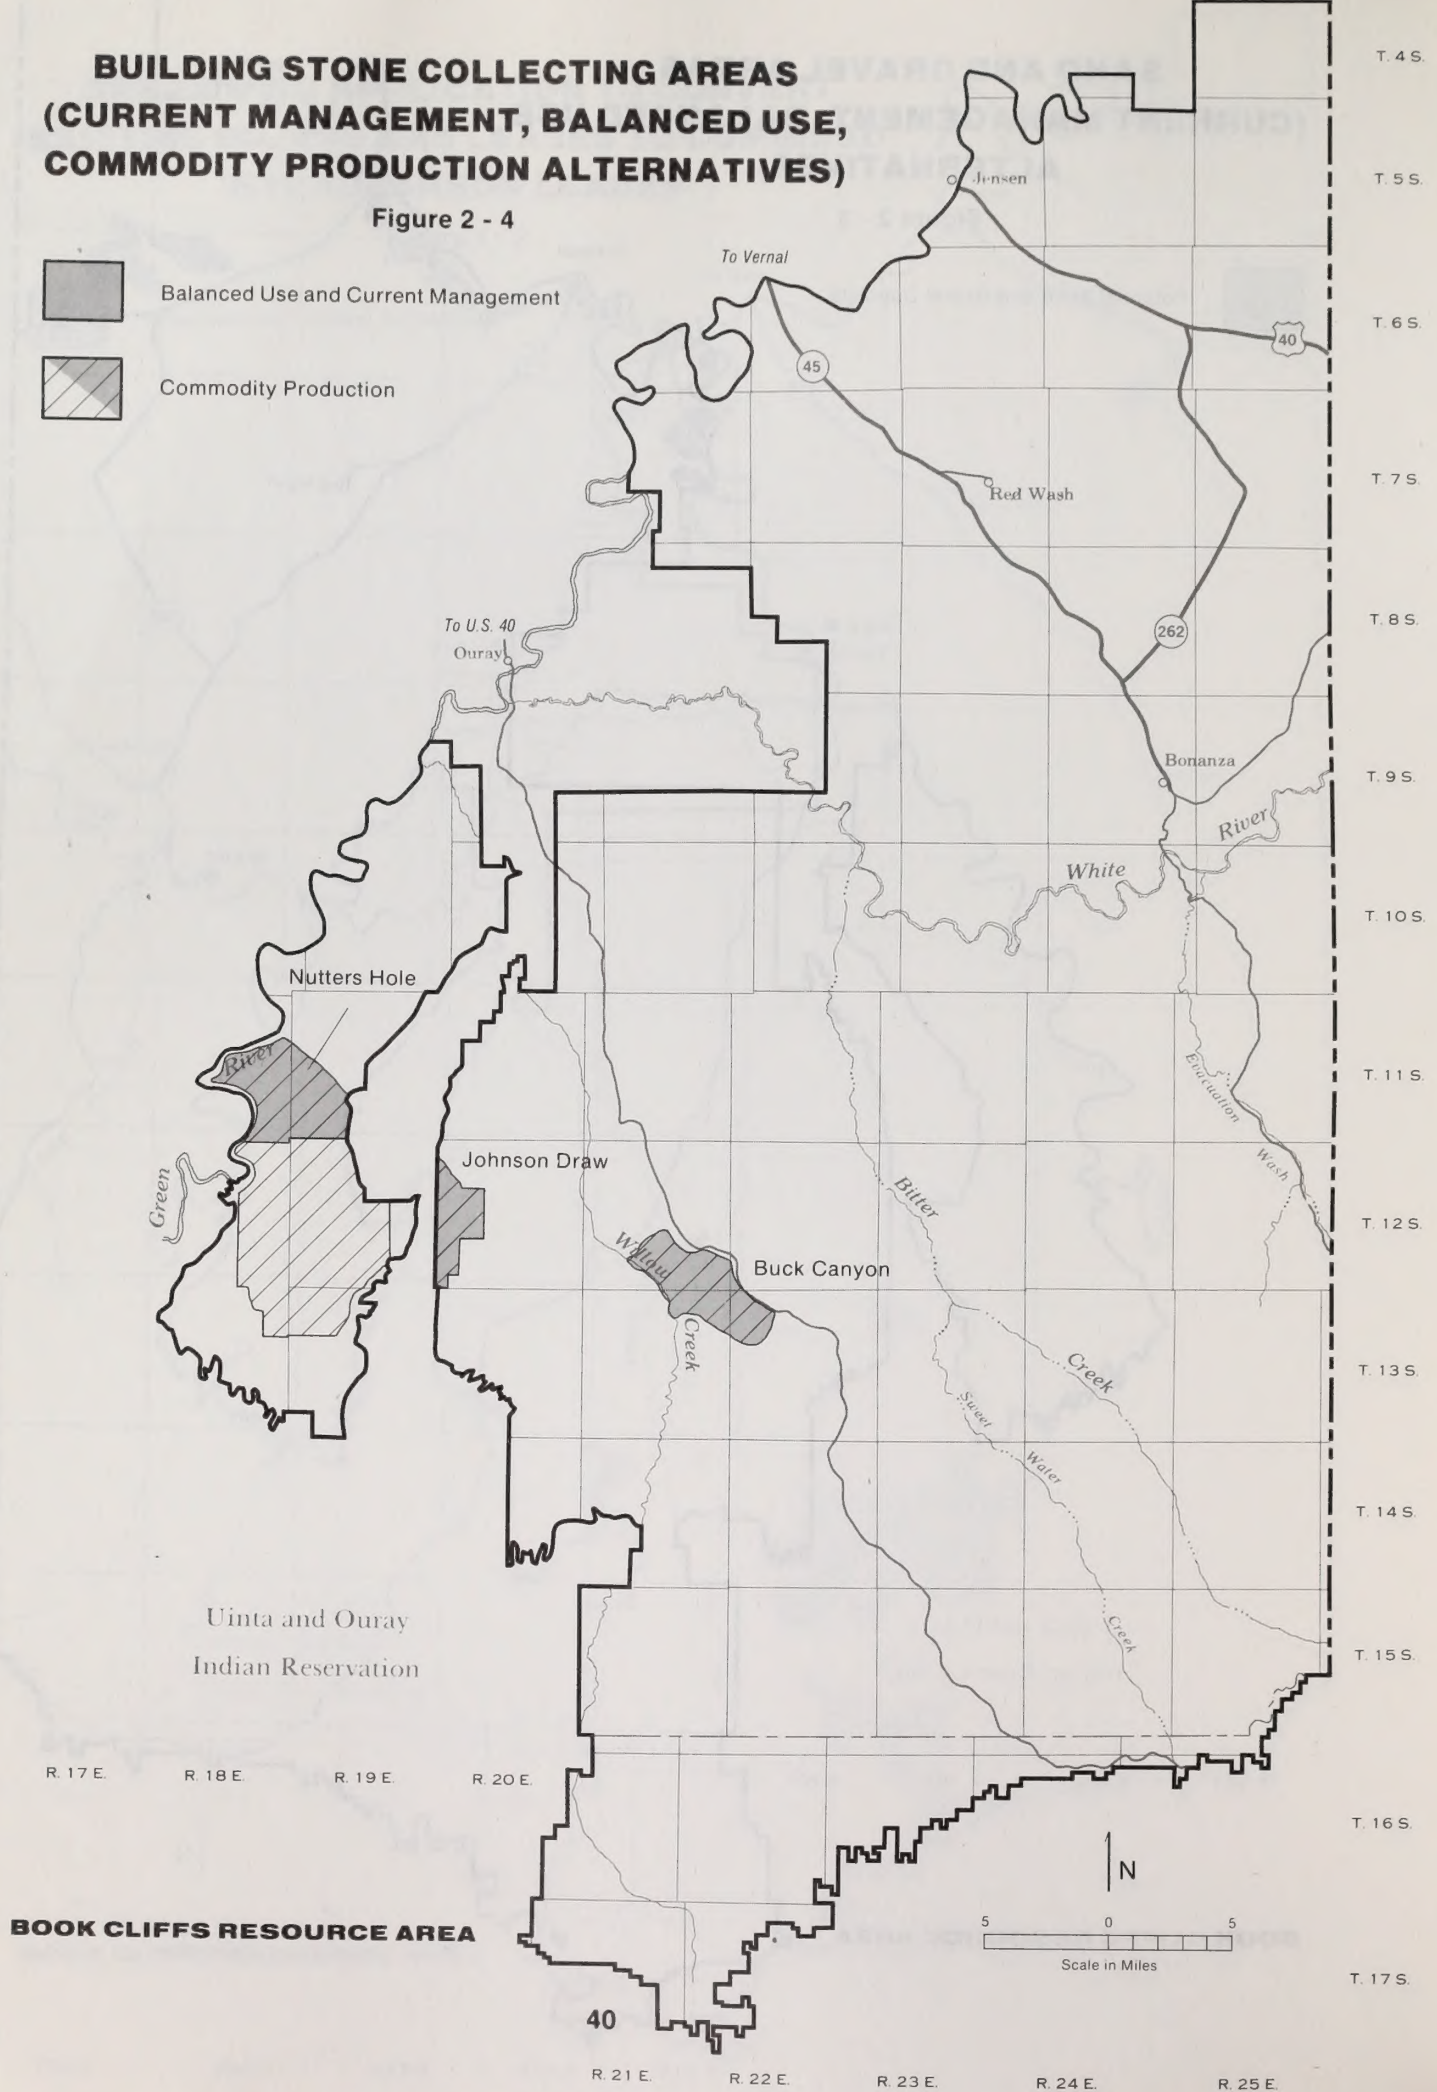 BUILDING STONE COLLECTING AREAS
(CURRENT MANAGEMENT, BALANCED USE,
COMMODITY PRODUCTION ALTERNATIVES)
Figure 2 - 4
Balanced Use and Current Management
Commodity Production
T. 4 S.
Jensen
T. 5 S.
To Vernal
T. 6 S.
40
45
Red Wash
T. 7 S.
To U.S. 40
Ouray
262
T. 8 S.
Bonanza
T. 9 S.
White River
T. 10 S.
Nutters Hole
Green River
Evacuation Wash
T. 11 S.
Johnson Draw
Bitter Creek
T. 12 S.
Willow Creek
Buck Canyon
T. 13 S.
Sweet Water Creek
T. 14 S.
Uinta and Ouray
Indian Reservation
T. 15 S.
R. 17 E.
R. 18 E.
R. 19 E.
R. 20 E.
T. 16 S.
N
BOOK CLIFFS RESOURCE AREA
5 0 5
Scale in Miles
T. 17 S.
40
R. 21 E.
R. 22 E.
R. 23 E.
R. 24 E.
R. 25 E.